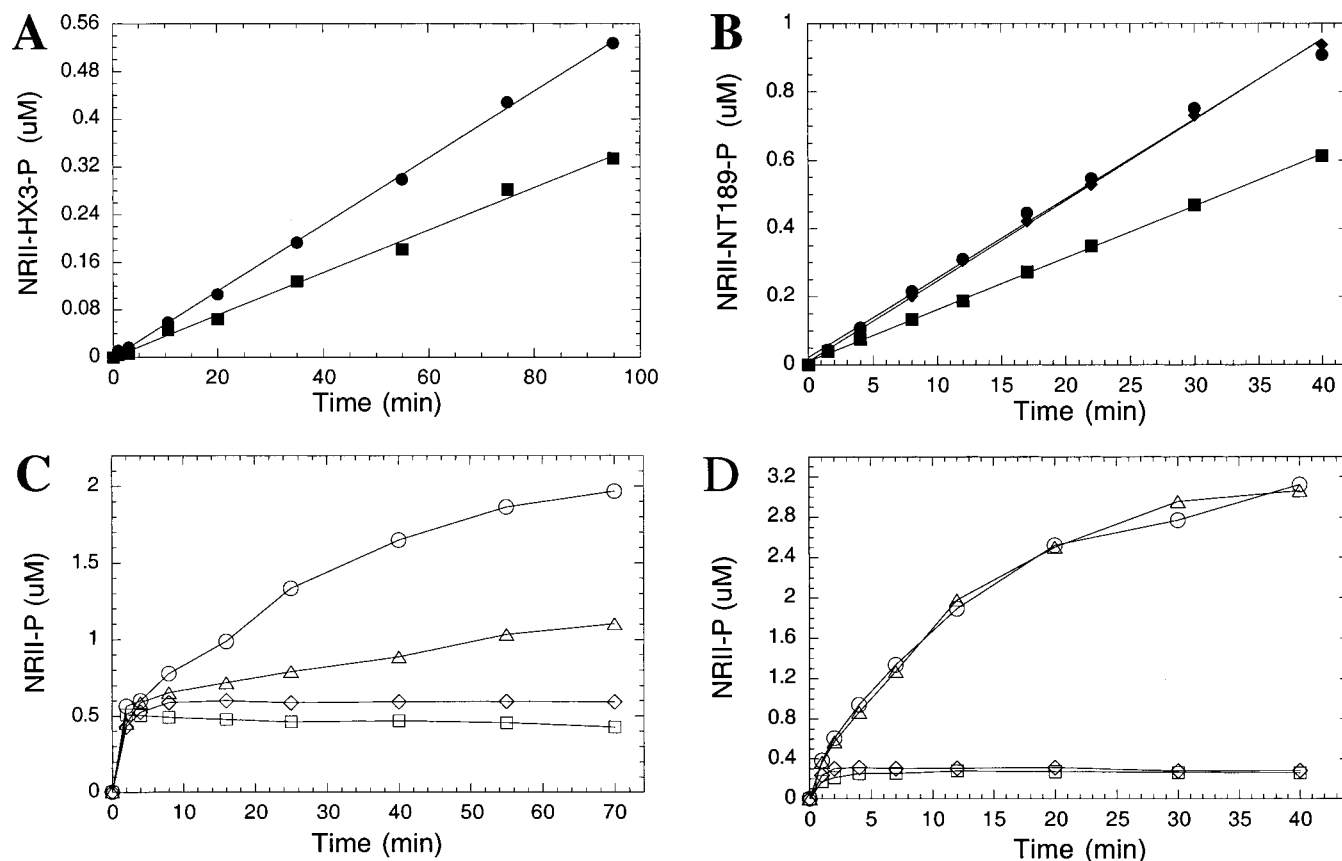 A
NRII-HX3-P (uM)
0.56
0.48
0.4
0.32
0.24
0.16
0.08
0
0 20 40 60 80 100
Time (min)
B
NRII-NT189-P (uM)
1
0.8
0.6
0.4
0.2
0
0 5 10 15 20 25 30 35 40
Time (min)
C
NRII-P (uM)
2
1.5
1
0.5
0
0 10 20 30 40 50 60 70
Time (min)
D
NRII-P (uM)
3.2
2.8
2.4
2
1.6
1.2
0.8
0.4
0
0 5 10 15 20 25 30 35 40
Time (min)